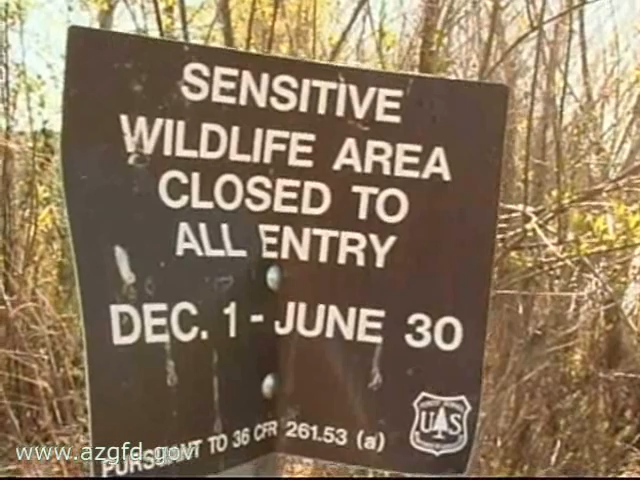 SENSITIVE
WILDLIFE AREA
CLOSED TO
ALL ENTRY
DEC. 1 - JUNE 30
PURSUANT TO 36 CFR 261.53 (a)
U S
www.azgfd.gov